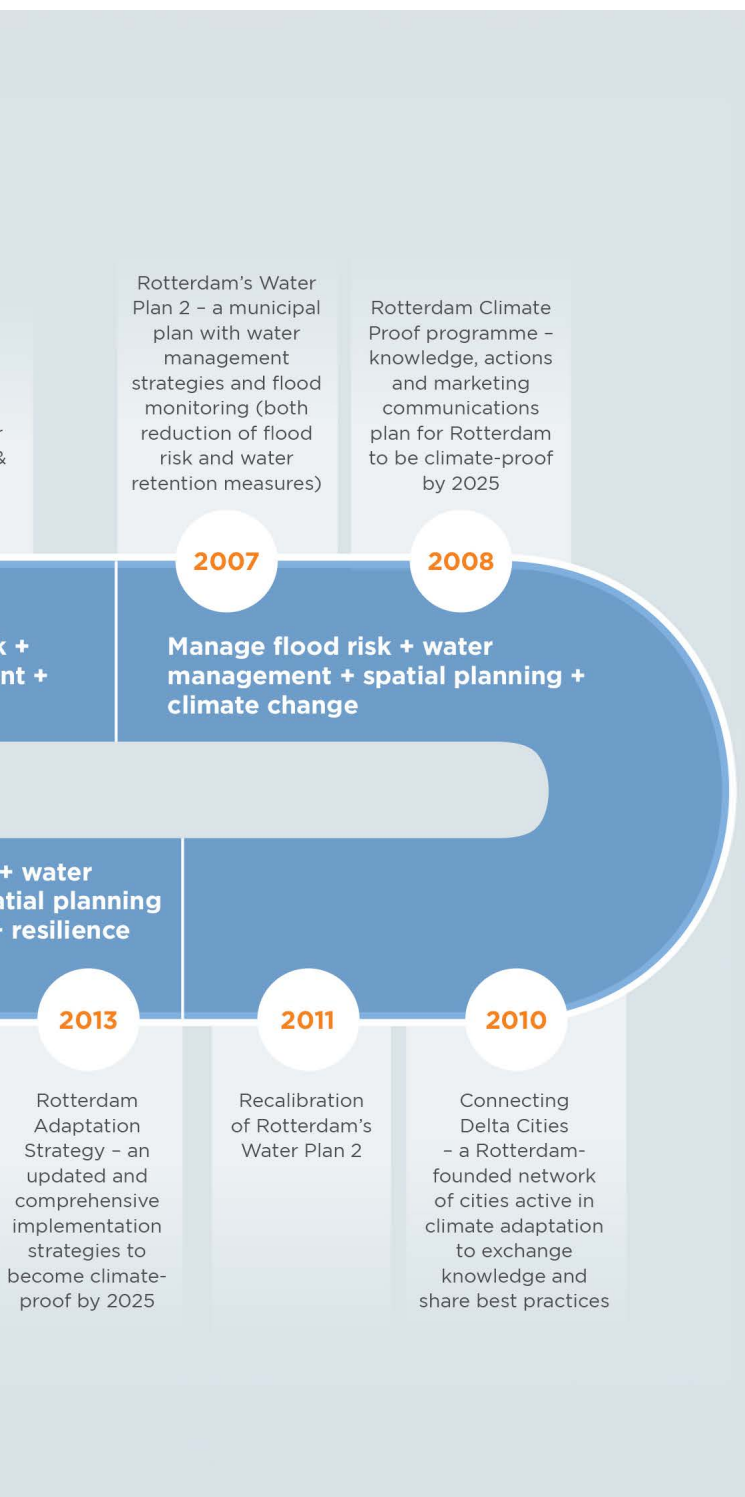 Rotterdam's Water
Plan 2 – a municipal
plan with water
management
strategies and flood
monitoring (both
reduction of flood
risk and water
retention measures)
Rotterdam Climate
Proof programme –
knowledge, actions
and marketing
communications
plan for Rotterdam
to be climate-proof
by 2025
&
2007
2008
+
+
Manage flood risk + water
management + spatial planning +
climate change
+ water
planning
resilience
2013
2011
2010
Rotterdam
Adaptation
Strategy – an
updated and
comprehensive
implementation
strategies to
become climate-
proof by 2025
Recalibration
of Rotterdam's
Water Plan 2
Connecting
Delta Cities
– a Rotterdam-
founded network
of cities active in
climate adaptation
to exchange
knowledge and
share best practices